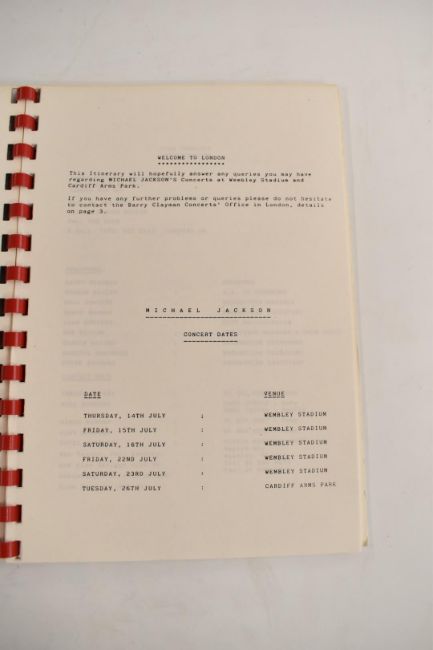 WELCOME TO LONDON
*****************
This Itinerary will hopefully answer any queries you may have
regarding MICHAEL JACKSON'S Concerts at Wembley Stadium and
Cardiff Arms Park.
If you have any further problems or queries please do not hesitate
to contact the Barry Clayman Concerts' Office in London, details
on page 3.
MICHAEL JACKSON
CONCERT DATES
DATE VENUE
THURSDAY, 14TH JULY : WEMBLEY STADIUM
FRIDAY, 15TH JULY : WEMBLEY STADIUM
SATURDAY, 16TH JULY : WEMBLEY STADIUM
FRIDAY, 22ND JULY : WEMBLEY STADIUM
SATURDAY, 23RD JULY : WEMBLEY STADIUM
TUESDAY, 26TH JULY : CARDIFF ARMS PARK